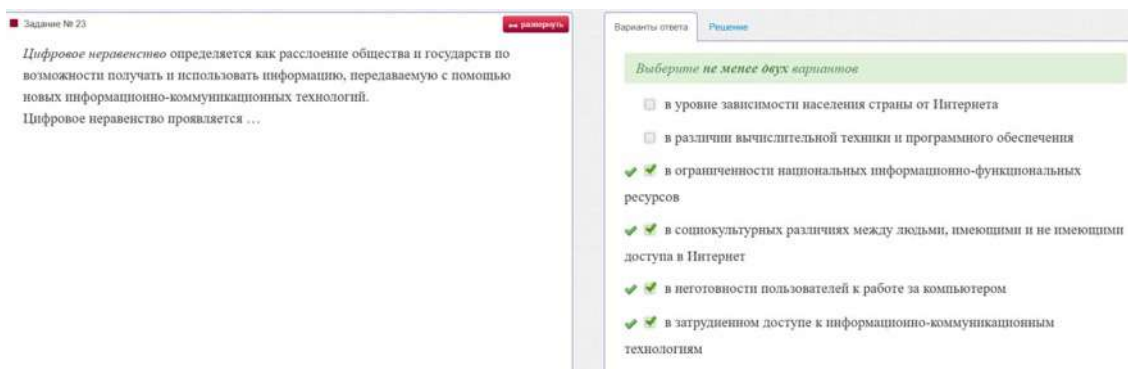 Задание № 23
развернуть
Цифровое неравенство определяется как расслоение общества и государств по
возможности получать и использовать информацию, передаваемую с помощью
новых информационно-коммуникационных технологий.
Цифровое неравенство проявляется …
Варианты ответа
Решение
Выберите не менее двух вариантов
в уровне зависимости населения страны от Интернета
в различии вычислительной техники и программного обеспечения
в ограниченности национальных информационно-функциональных
ресурсов
в социокультурных различиях между людьми, имеющими и не имеющими
доступа в Интернет
в неготовности пользователей к работе за компьютером
в затрудненном доступе к информационно-коммуникационным
технологиям